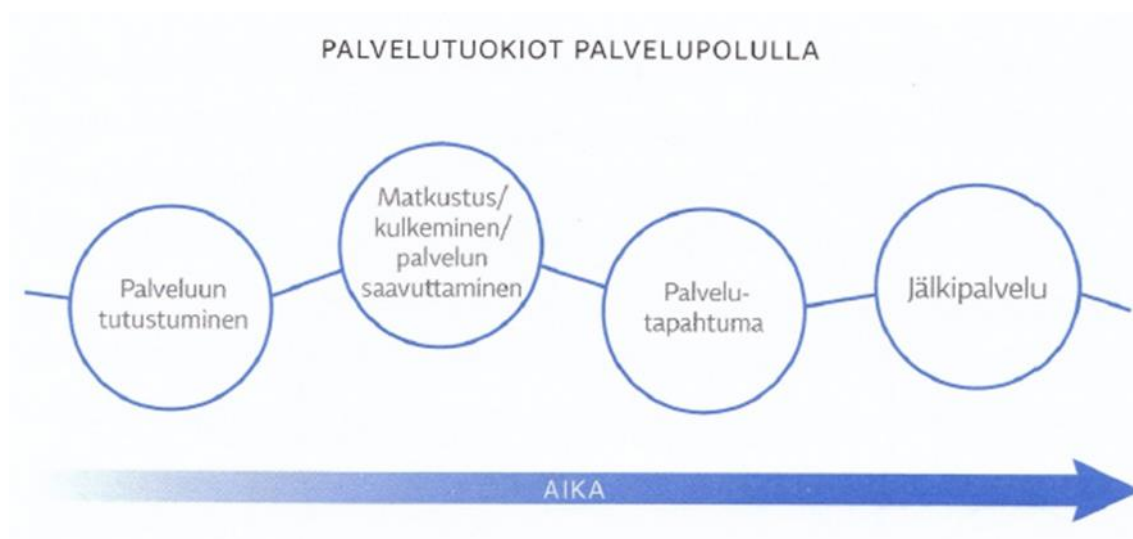 PALVELUTUOKIOT PALVELUPOLULLA
Palveluun
tutustuminen
Matkustus/
kulkeminen/
palvelun
saavuttaminen
Palvelu-
tapahtuma
Jälkipalvelu
AIKA